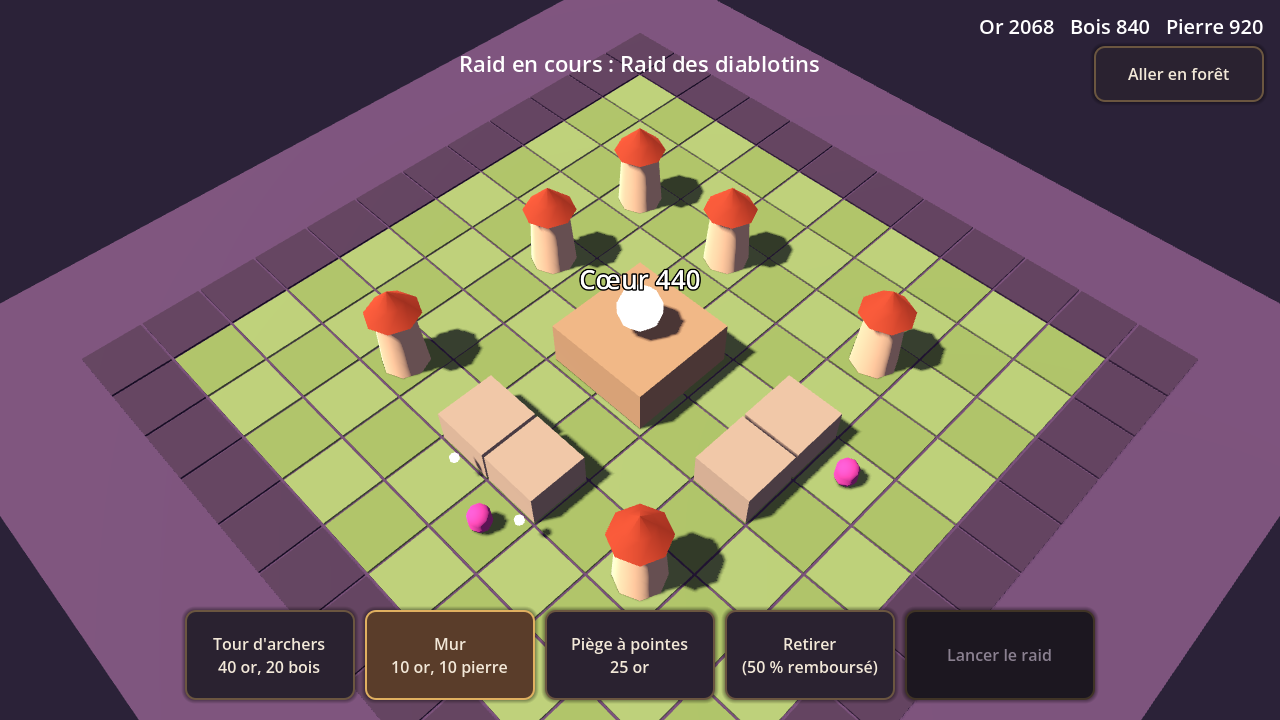 Or 2068 Bois 840 Pierre 920
Raid en cours : Raid des diablotins
Aller en forêt
Cœur 440
Tour d'archers
40 or, 20 bois
Mur
10 or, 10 pierre
Piège à pointes
25 or
Retirer
(50 % remboursé)
Lancer le raid